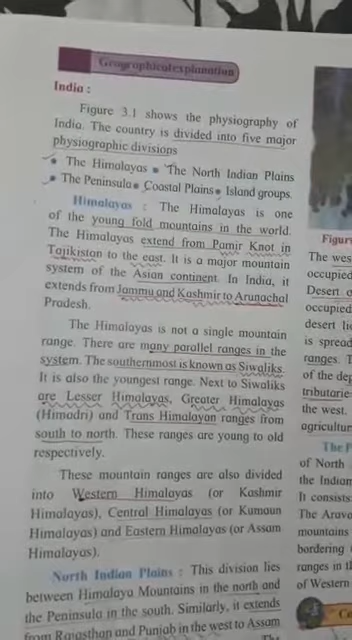 Geographical explanation
India :
Figure 3.1 shows the physiography of
India. The country is divided into five major
physiographic divisions
• The Himalayas • The North Indian Plains
• The Peninsula • Coastal Plains • Island groups.
Himalayas : The Himalayas is one
of the young fold mountains in the world.
The Himalayas extend from Pamir Knot in
Tajikistan to the east. It is a major mountain
system of the Asian continent. In India, it
extends from Jammu and Kashmir to Arunachal
Pradesh.
The Himalayas is not a single mountain
range. There are many parallel ranges in the
system. The southernmost is known as Siwaliks.
It is also the youngest range. Next to Siwaliks
are Lesser Himalayas, Greater Himalayas
(Himadri) and Trans Himalayan ranges from
south to north. These ranges are young to old
respectively.
These mountain ranges are also divided
into Western Himalayas (or Kashmir
Himalayas), Central Himalayas (or Kumaun
Himalayas) and Eastern Himalayas (or Assam
Himalayas).
North Indian Plains : This division lies
between Himalaya Mountains in the north and
the Peninsula in the south. Similarly, it extends
from Rajasthan and Punjab in the west to Assam
The
Figur
The wes
occupied
Desert o
occupied
desert lie
is spread
ranges. T
of the dep
tributarie
the west.
agricultur
The P
of North
the Indian
It consists
The Arava
mountains
bordering
ranges in t
of Western